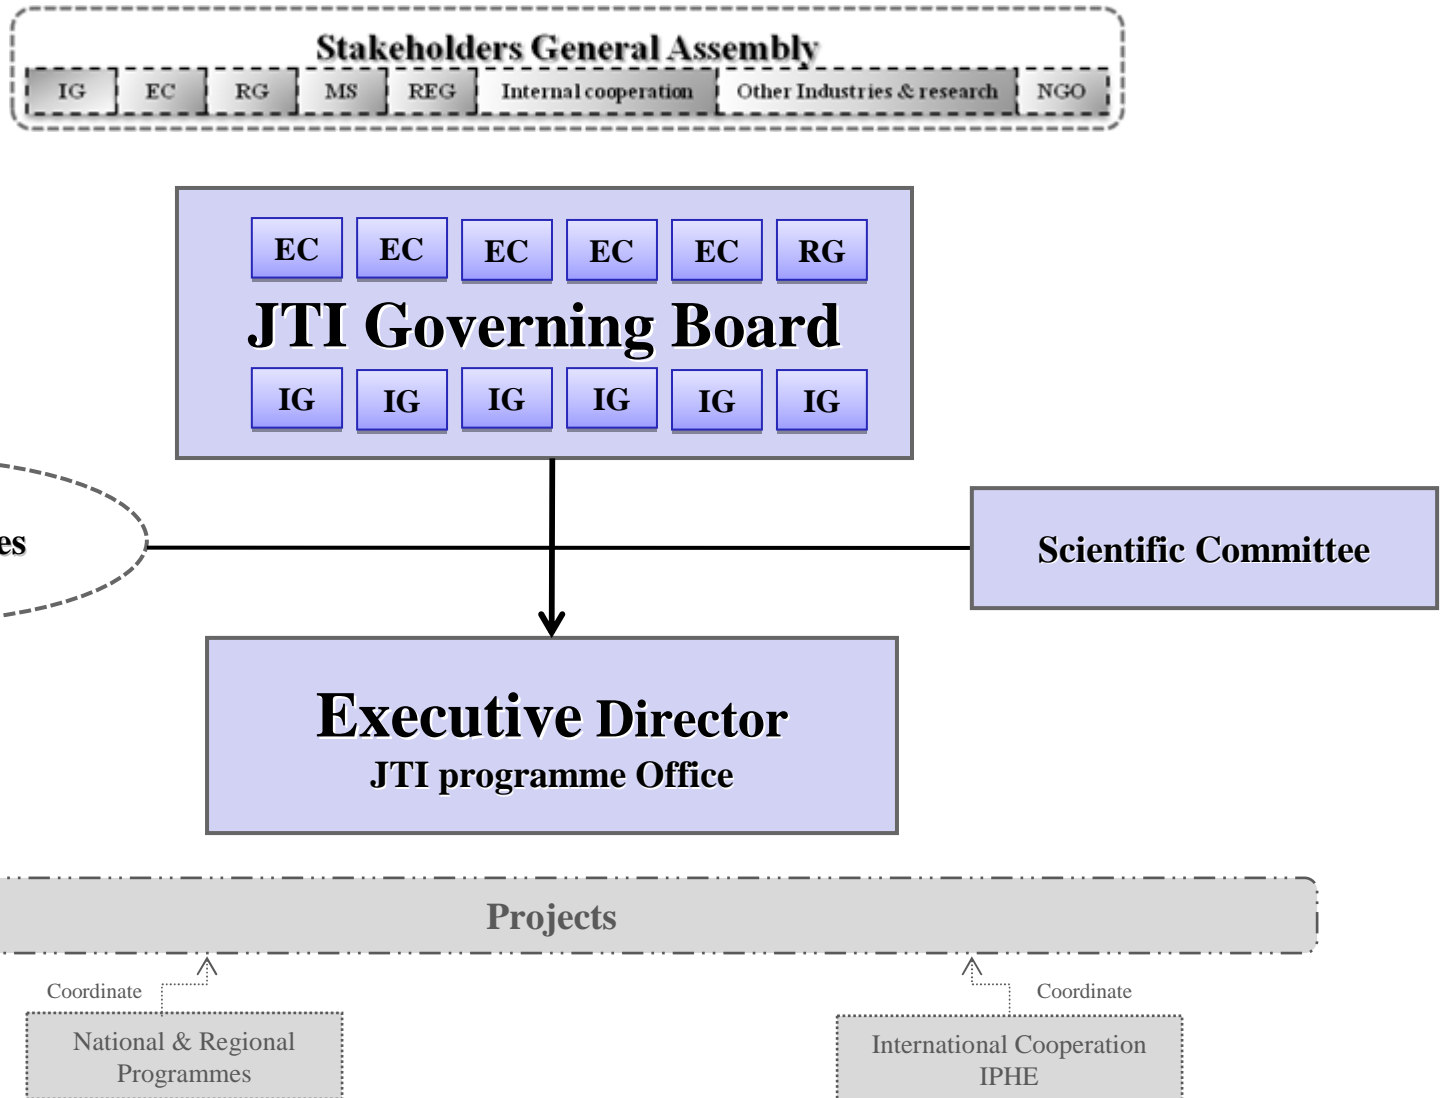 Stakeholders General Assembly
IG EC RG MS REG Internal cooperation Other Industries & research NGO
EC EC EC EC EC RG
JTI Governing Board
IG IG IG IG IG IG
Scientific Committee
Executive Director
JTI programme Office
Projects
Coordinate
National & Regional
Programmes
Coordinate
International Cooperation
IPHE